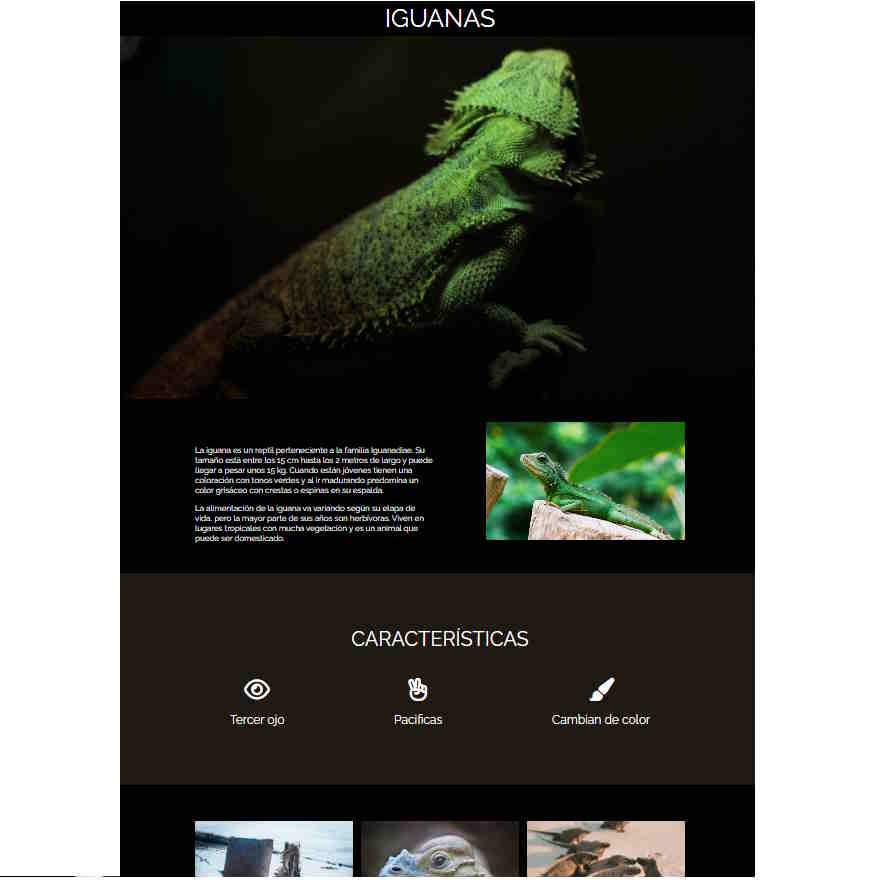 IGUANAS
La iguana es un reptil perteneciente a la familia Iguanadiae. Su
tamaño está entre los 15 cm hasta los 2 metros de largo y puede
llegar a pesar unos 15 kg. Cuando están jóvenes tienen una
coloración con tonos verdes y al ir madurando predomina un
color grisáceo con crestas o espinas en su espalda.
La alimentación de la iguana va variando según su etapa de
vida, pero la mayor parte de sus años son herbívoras. Viven en
lugares tropicales con mucha vegetación y es un animal que
puede ser domesticado.
CARACTERÍSTICAS
Tercer ojo
Pacificas
Cambian de color